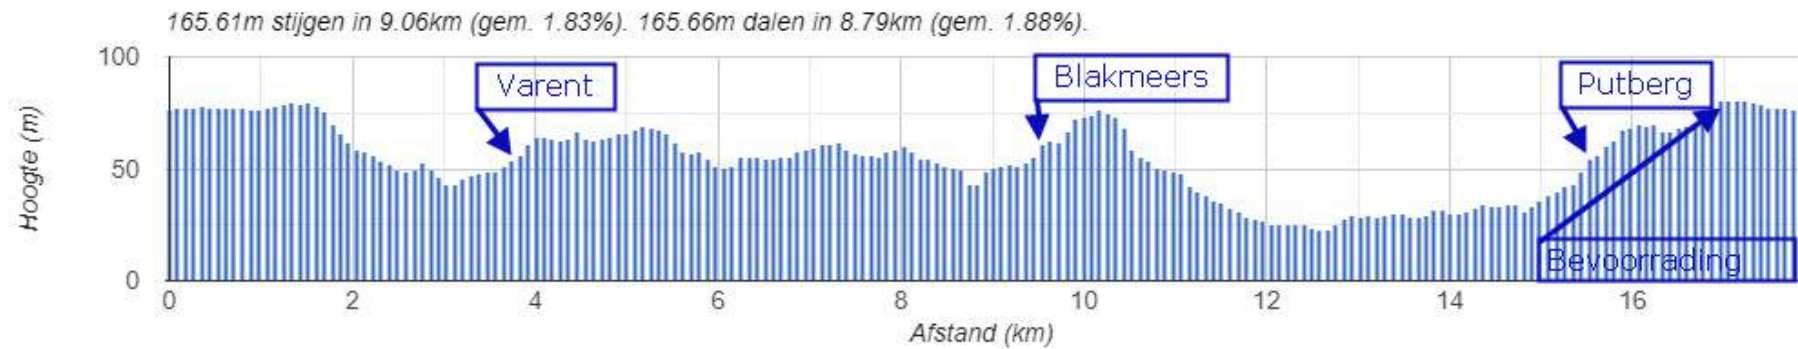 165.61m stijgen in 9.06km (gem. 1.83%). 165.66m dalen in 8.79km (gem. 1.88%).
100
50
0
Hoogte (m)
Varent
Blakmeers
Putberg
Bevoorrading
0 2 4 6 8 10 12 14 16
Afstand (km)